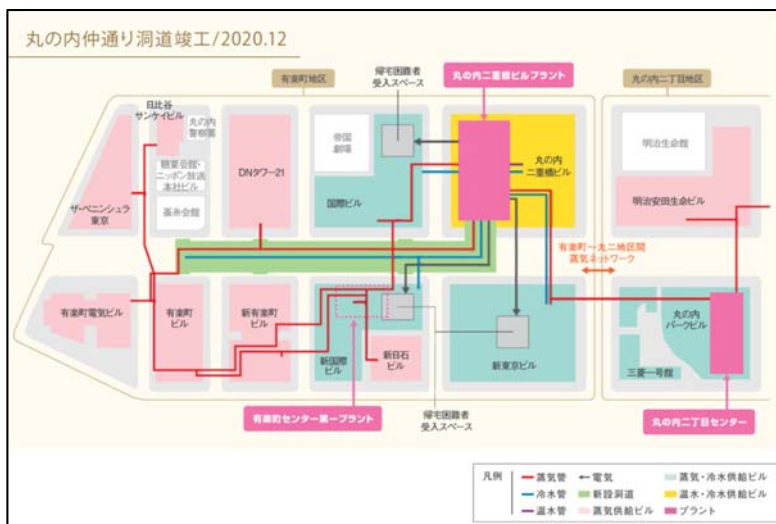 丸の内仲通り洞道竣工/2020.12
有楽町地区
帰宅困難者
受入スペース
丸の内二重橋ビルプラント
丸の内二丁目地区
日比谷
サンケイビル
丸の内
警察署
DNタワー21
帝国
劇場
丸の内
二重橋ビル
明治生命館
糖業会館・
ニッポン放送
本社ビル
蚕糸会館
ザ・ペニンシュラ
東京
国際ビル
明治安田生命ビル
有楽町~丸二地区間
蒸気ネットワーク
有楽町電気ビル
有楽町
ビル
新有楽町
ビル
新国際
ビル
新日石
ビル
新東京ビル
丸の内
パークビル
三菱一号館
有楽町センター第一プラント
帰宅困難者
受入スペース
丸の内二丁目センター
凡例
蒸気管
電気
蒸気・冷水供給ビル
冷水管
新設洞道
温水・冷水供給ビル
温水管
蒸気供給ビル
プラント